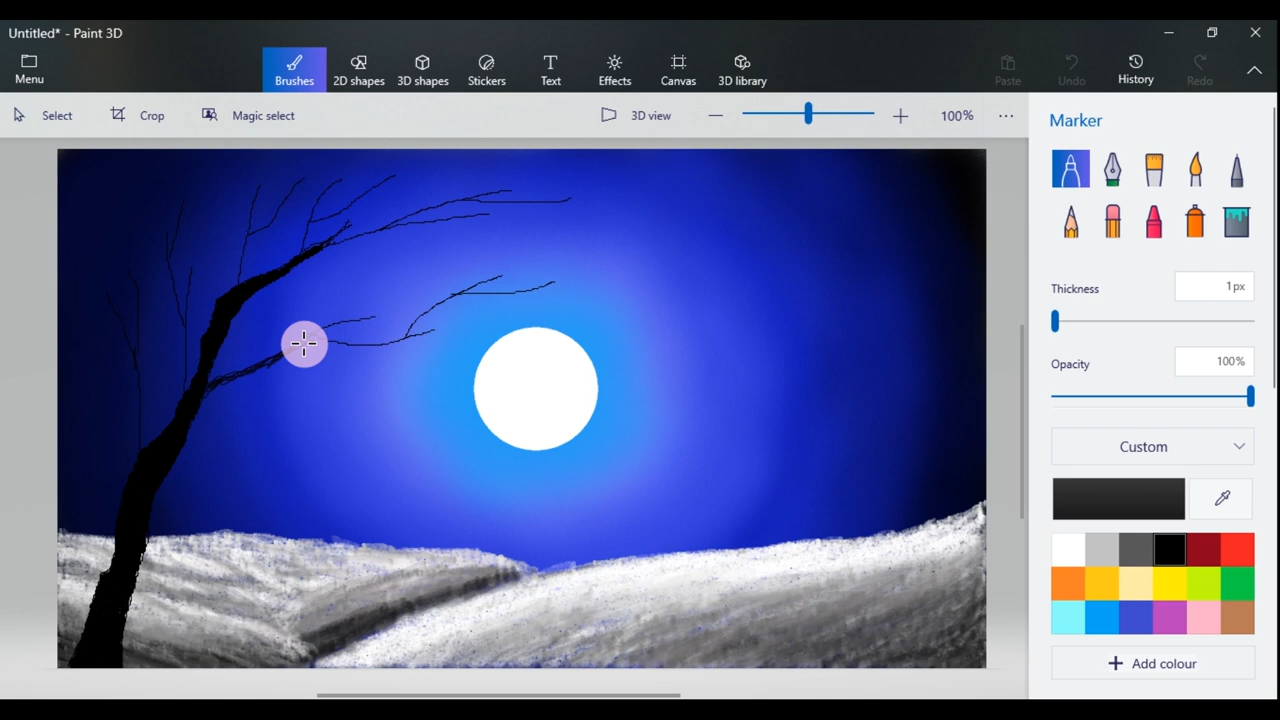 Untitled* - Paint 3D
Menu
Brushes
2D shapes
3D shapes
Stickers
Text
Effects
Canvas
3D library
Paste
Undo
History
Redo
Select
Crop
Magic select
3D view
100%
Marker
Thickness
1px
Opacity
100%
Custom
Add colour